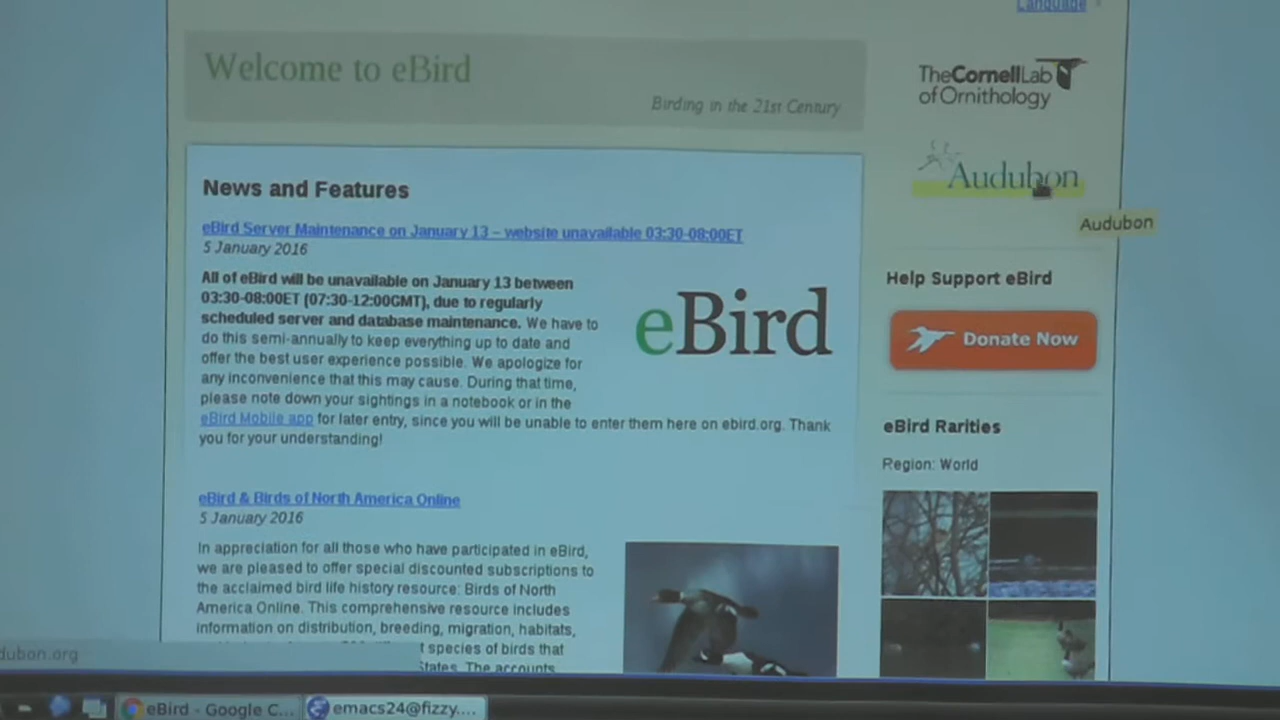 Language
Welcome to eBird
Birding in the 21st Century
TheCornellLab
of Ornithology
Audubon
Audubon
News and Features
eBird Server Maintenance on January 13 – website unavailable 03:30-08:00ET
5 January 2016
All of eBird will be unavailable on January 13 between
03:30-08:00ET (07:30-12:00GMT), due to regularly
scheduled server and database maintenance. We have to
do this semi-annually to keep everything up to date and
offer the best user experience possible. We apologize for
any inconvenience that this may cause. During that time,
please note down your sightings in a notebook or in the
eBird Mobile app for later entry, since you will be unable to enter them here on ebird.org. Thank
you for your understanding!
eBird
Help Support eBird
Donate Now
eBird Rarities
Region: World
eBird & Birds of North America Online
5 January 2016
In appreciation for all those who have participated in eBird,
we are pleased to offer special discounted subscriptions to
the acclaimed bird life history resource: Birds of North
America Online. This comprehensive resource includes
information on distribution, breeding, migration, habitats,
t species of birds that
States. The accounts
dubon.org
eBird - Google C...
emacs24@fizzy....